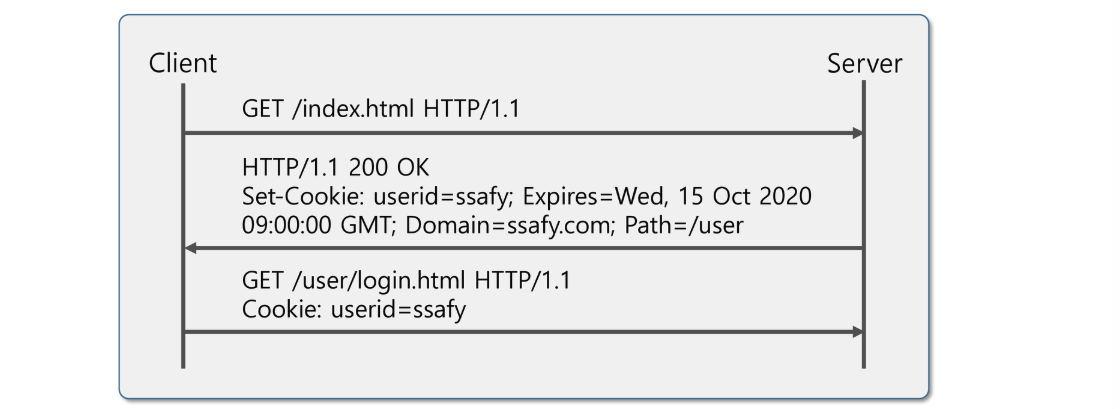 Client
Server
GET /index.html HTTP/1.1
HTTP/1.1 200 OK
Set-Cookie: userid=ssafy; Expires=Wed, 15 Oct 2020
09:00:00 GMT; Domain=ssafy.com; Path=/user
GET /user/login.html HTTP/1.1
Cookie: userid=ssafy